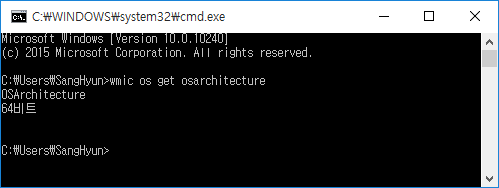 C:₩WINDOWS₩system32₩cmd.exe
Microsoft Windows [Version 10.0.10240]
(c) 2015 Microsoft Corporation. All rights reserved.
C:₩Users₩SangHyun>wmic os get osarchitecture
OSArchitecture
64비트
C:₩Users₩SangHyun>